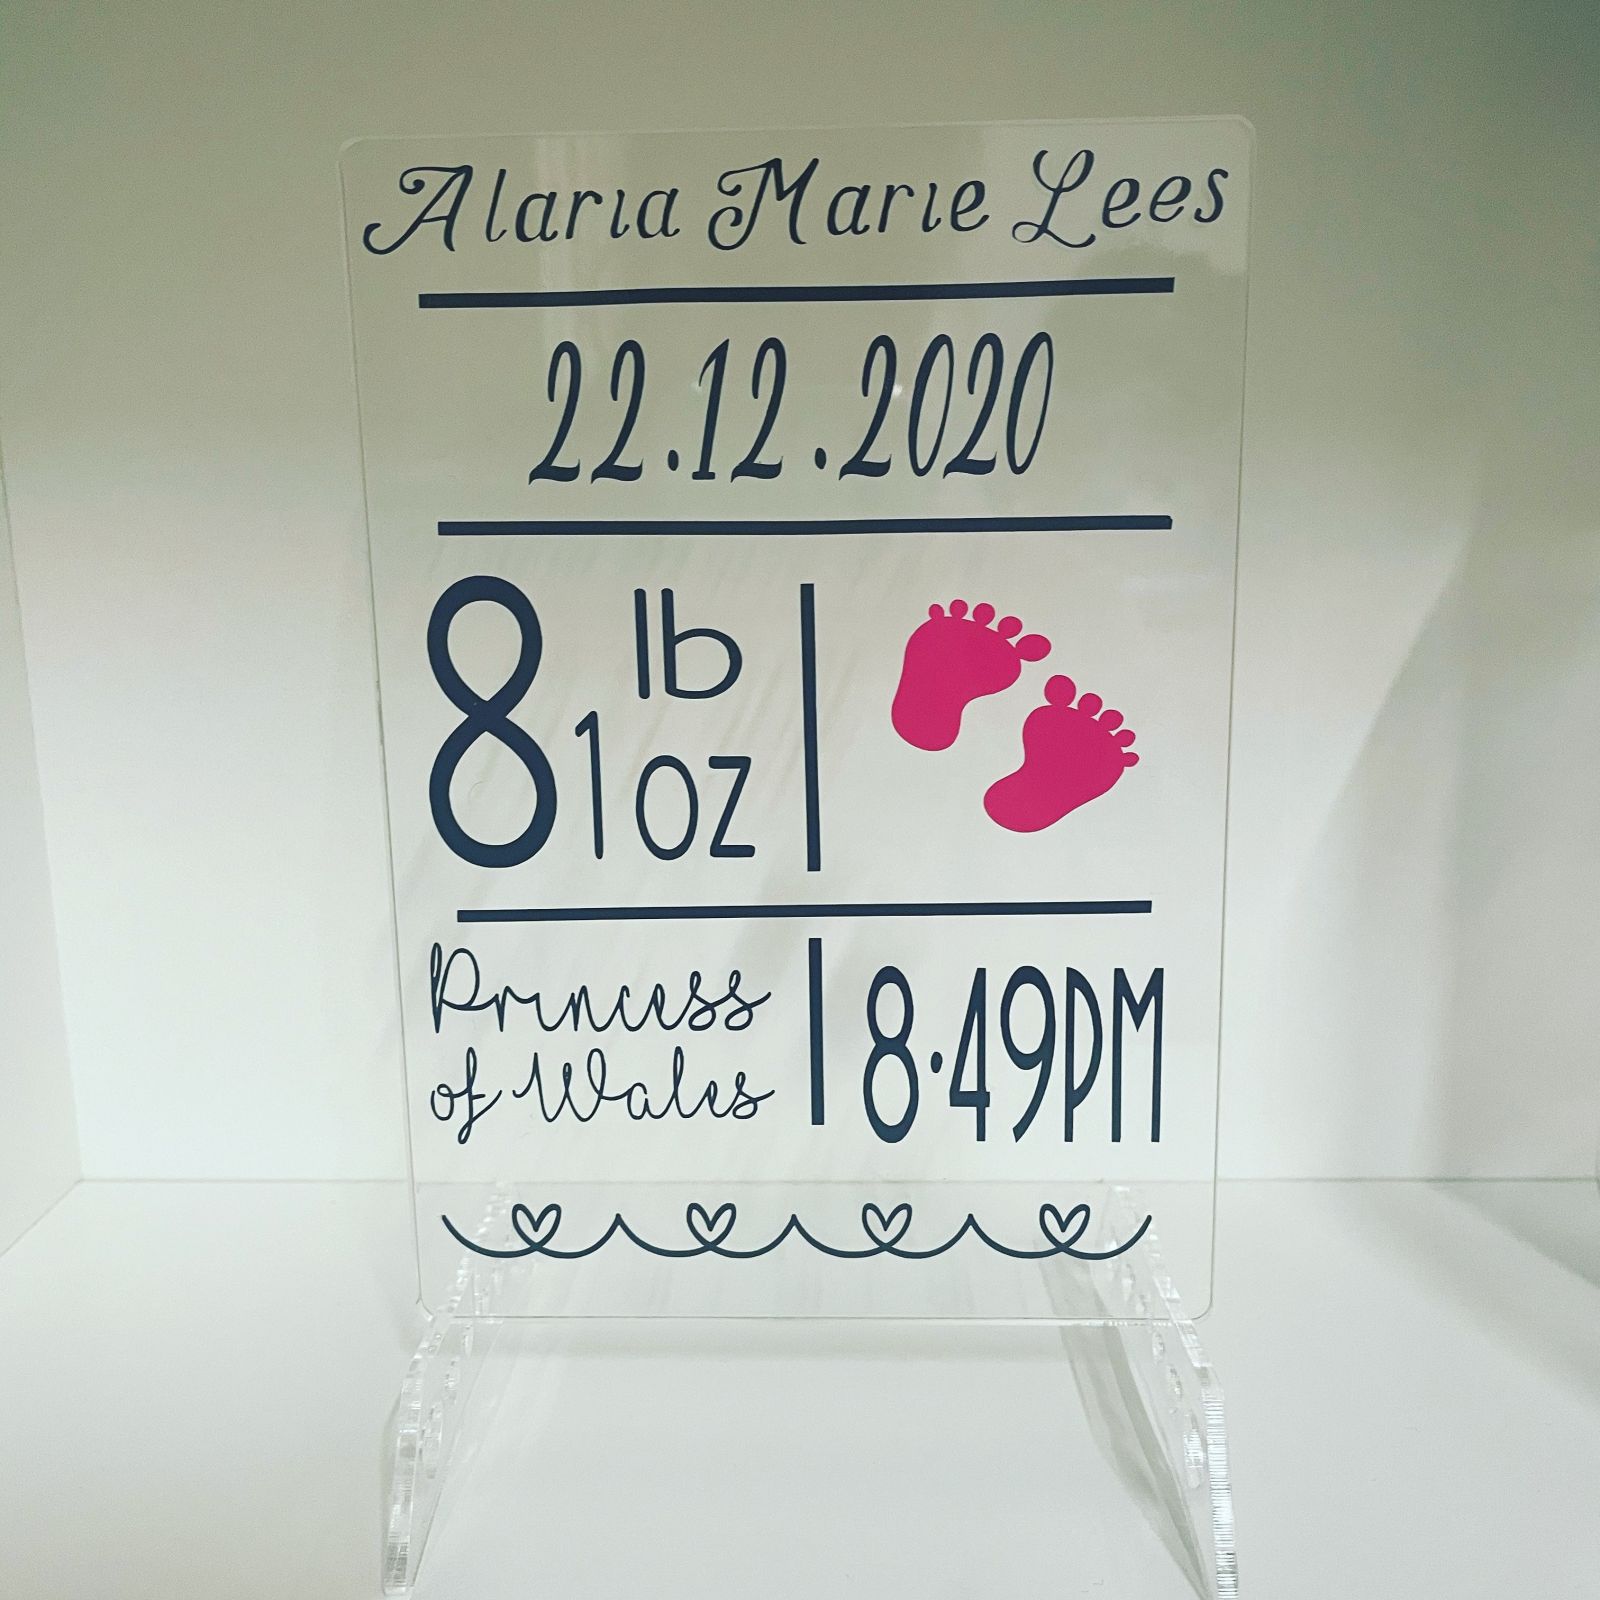 Alaria Marie Lees
22.12.2020
8 lb
1 oz
Princess
of Wales
8.49PM